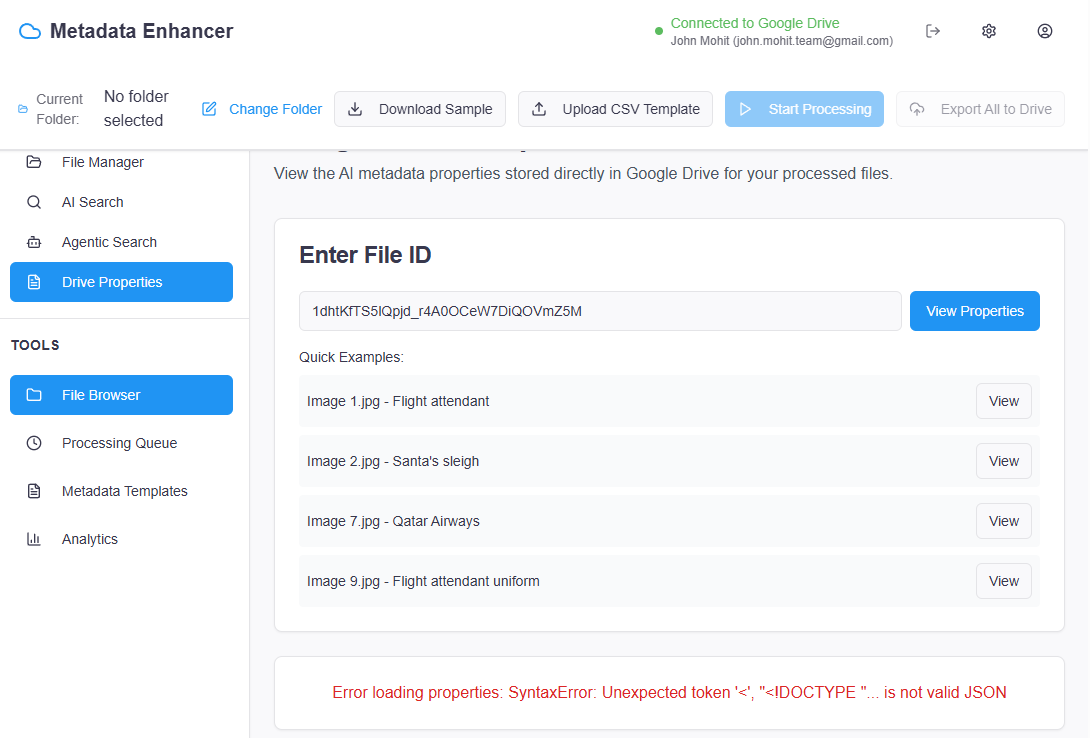 Metadata Enhancer
Connected to Google Drive
John Mohit (john.mohit.team@gmail.com)
Current
Folder:
No folder
selected
Change Folder
Download Sample
Upload CSV Template
Start Processing
Export All to Drive
File Manager
AI Search
Agentic Search
Drive Properties
TOOLS
File Browser
Processing Queue
Metadata Templates
Analytics
View the AI metadata properties stored directly in Google Drive for your processed files.
Enter File ID
1dhtKfTS5IQpjd_r4A0OCeW7DiQOVmZ5M
View Properties
Quick Examples:
Image 1.jpg - Flight attendant
View
Image 2.jpg - Santa's sleigh
View
Image 7.jpg - Qatar Airways
View
Image 9.jpg - Flight attendant uniform
View
Error loading properties: SyntaxError: Unexpected token '<', "<!DOCTYPE "... is not valid JSON